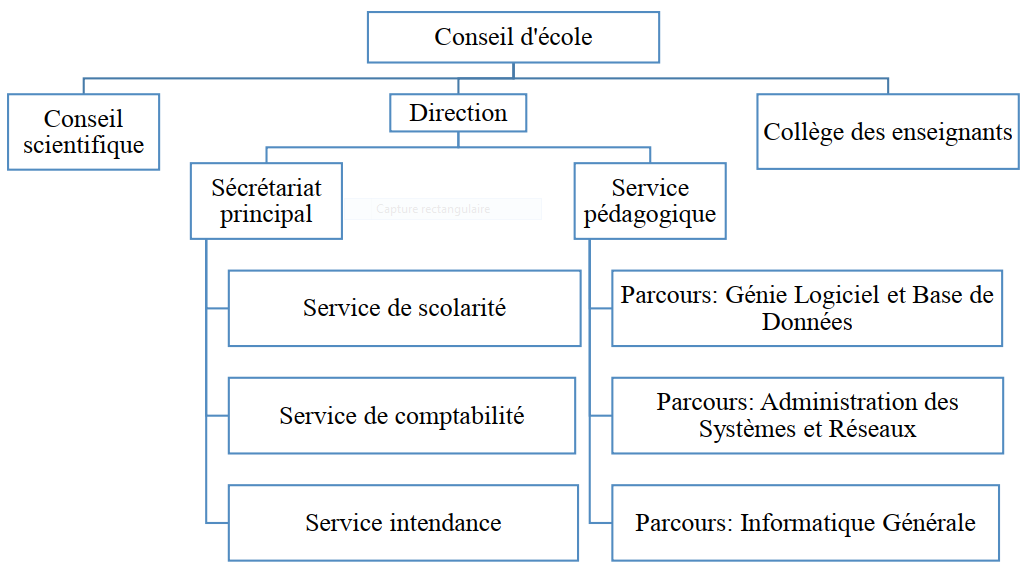 Conseil d'école
Conseil
scientifique
Direction
Collège des enseignants
Sécrétariat
principal
Capture rectangulaire
Service
pédagogique
Service de scolarité
Parcours: Génie Logiciel et Base de
Données
Service de comptabilité
Parcours: Administration des
Systèmes et Réseaux
Service intendance
Parcours: Informatique Générale